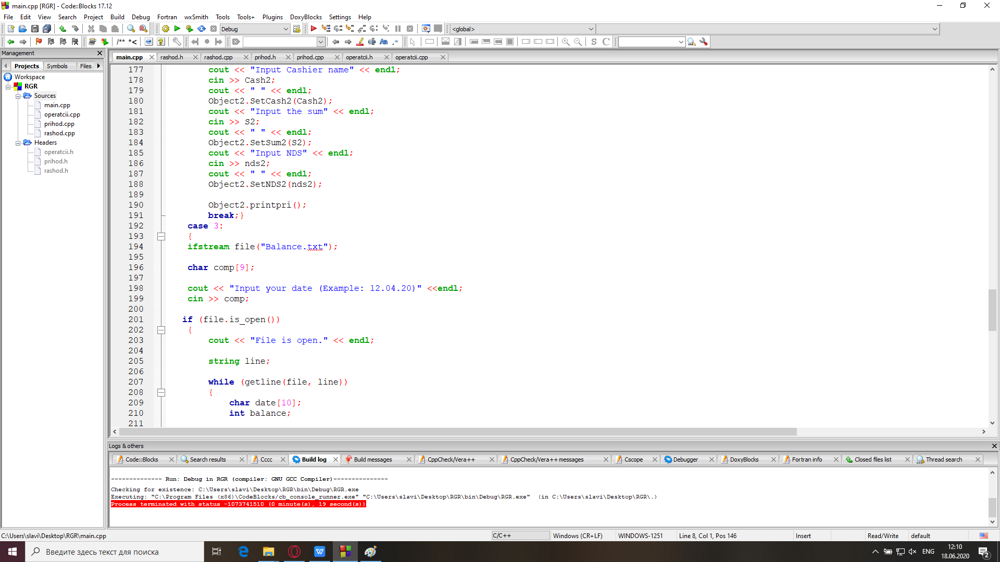 main.cpp [RGR] - Code::Blocks 17.12
File Edit View Search Project Build Debug Fortran wxSmith Tools Tools+ Plugins DoxyBlocks Settings Help
Debug <global>
/** *< Aa .* S C
Management
Projects Symbols Files
main.cpp rashod.h rashod.cpp prihod.h prihod.cpp operatcii.h operatcii.cpp
Workspace
RGR
Sources
main.cpp
operatcii.cpp
prihod.cpp
rashod.cpp
Headers
operatcii.h
prihod.h
rashod.h
177 cout << "Input Cashier name" << endl;
178 cin >> Cash2;
179 cout << " " << endl;
180 Object2.SetCash2(Cash2);
181 cout << "Input the sum" << endl;
182 cin >> S2;
183 cout << " " << endl;
184 Object2.SetSum2(S2);
185 cout << "Input NDS" << endl;
186 cin >> nds2;
187 cout << " " << endl;
188 Object2.SetNDS2(nds2);
189
190 Object2.printpri();
191 break;}
192 case 3:
193 {
194 ifstream file("Balance.txt");
195
196 char comp[9];
197
198 cout << "Input your date (Example: 12.04.20)" <<endl;
199 cin >> comp;
200
201 if (file.is_open())
202 {
203 cout << "File is open." << endl;
204
205 string line;
206
207 while (getline(file, line))
208 {
209 char date[10];
210 int balance;
211
Logs & others
Code::Blocks Search results Cccc Build log Build messages CppCheck/Vera++ CppCheck/Vera++ messages Cscope Debugger DoxyBlocks Fortran info Closed files list Thread search
-------------- Run: Debug in RGR (compiler: GNU GCC Compiler)---------------
Checking for existence: C:\Users\slavi\Desktop\RGR\bin\Debug\RGR.exe
Executing: "C:\Program Files (x86)\CodeBlocks/cb_console_runner.exe" "C:\Users\slavi\Desktop\RGR\bin\Debug\RGR.exe"  (in C:\Users\slavi\Desktop\RGR\.)
Process terminated with status -1073741510 (0 minute(s), 19 second(s))
C:\Users\slavi\Desktop\RGR\main.cpp C/C++ Windows (CR+LF) WINDOWS-1251 Line 8, Col 1, Pos 146 Insert Read/Write default
Введите здесь текст для поиска
ENG
12:10
18.06.2020
2